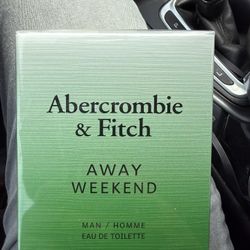 Abercrombie
& Fitch
AWAY
WEEKEND
MAN / HOMME
EAU DE TOILETTE